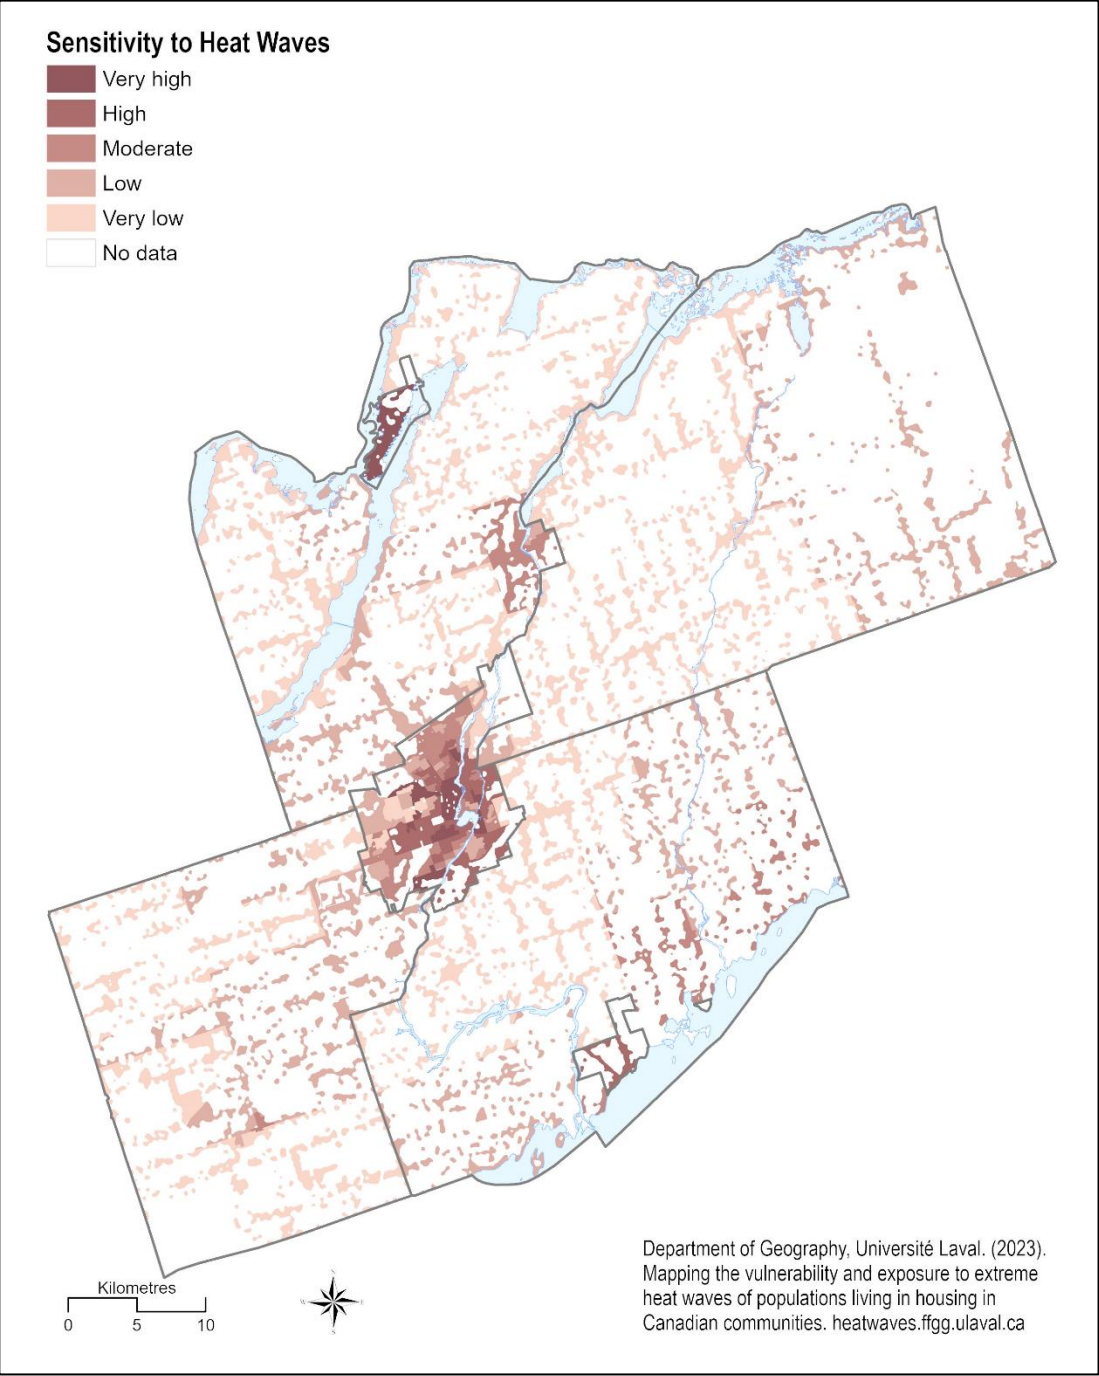 Sensitivity to Heat Waves
Very high
High
Moderate
Low
Very low
No data
Kilometres
0 5 10
Department of Geography, Université Laval. (2023).
Mapping the vulnerability and exposure to extreme
heat waves of populations living in housing in
Canadian communities. heatwaves.ffgg.ulaval.ca